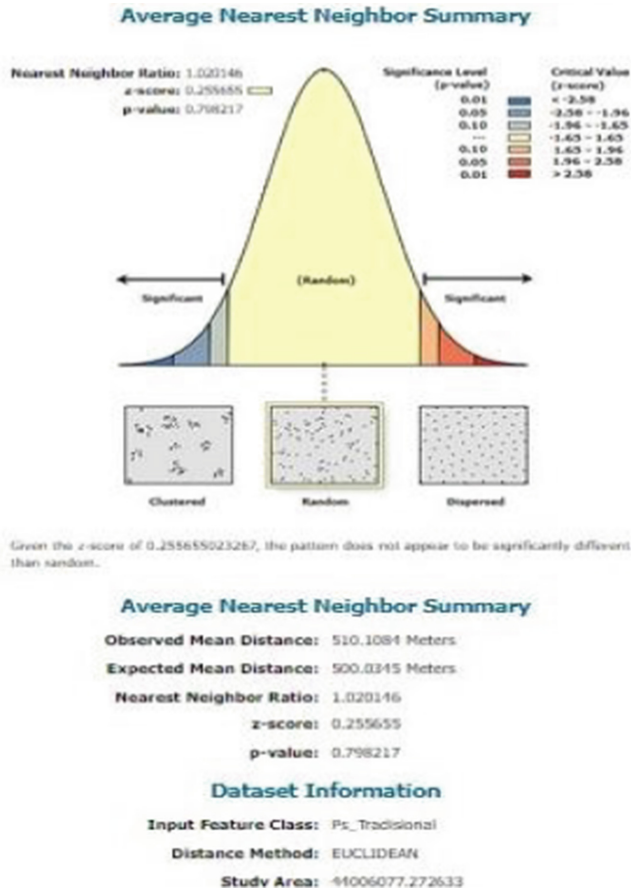 Average Nearest Neighbor Summary
Nearest Neighbor Ratio: 1.020146
z-score: 0.255655
p-value: 0.798217
Significance Level (p-value)
Critical Value (z-score)
0.01 < -2.58
0.05 -2.58 - -1.96
0.10 -1.96 - -1.65
--- -1.65 - 1.65
0.10 1.65 - 1.96
0.05 1.96 - 2.58
0.01 > 2.58
(Random)
Significant
Significant
Clustered
Random
Dispersed
Given the z-score of 0.255655023267, the pattern does not appear to be significantly different
than random.
Average Nearest Neighbor Summary
Observed Mean Distance: 510.1084 Meters
Expected Mean Distance: 500.0345 Meters
Nearest Neighbor Ratio: 1.020146
z-score: 0.255655
p-value: 0.798217
Dataset Information
Input Feature Class: Ps_Tradisional
Distance Method: EUCLIDEAN
Study Area: 44006077.272633